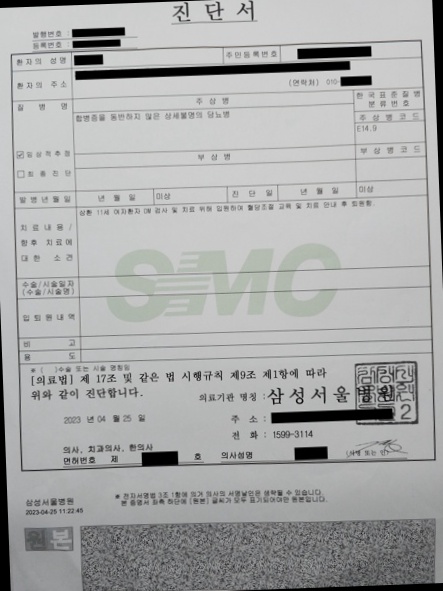 진 단 서
발행번호 :
등록번호 :
환자의 성명
주민등록번호
환자의 주소
(연락처) 010-
질 병 명
주 상 병
한국표준질병
분류번호
합병증을 동반하지 않은 상세불명의 당뇨병
주상병코드
E14.9
☑ 임상적추정
부 상 병
부상병코드
☐ 최 종 진 단
발병년월일
년 월 일
미상
진 단 일
년 월 일
미상
치료내용/
향후 치료에
대한 소견
상환 11세 여자환자 검사 및 치료 위해 입원하여 혈당조절 교육 및 치료 안내 후 퇴원함.
SMC
수술/시술일자
(수술/시술명)
입퇴원내역
비 고
용 도
※ ( )수술 또는 시술 명칭임
[의료법] 제 17조 및 같은 법 시행규칙 제9조 제1항에 따라
위와 같이 진단합니다.
의료기관 명칭 : 삼성서울병원
2023 년 04 월 25 일
주 소 :
전 화 : 1599-3114
의사, 치과의사, 한의사
면허번호 제 호
의사성명
(서명 또는 인)
삼성서울병원
2023-04-25 11:22:45
※ 전자서명법 3조 1항에 의거 의사의 서명날인은 생략될 수 있습니다.
본 증명서 좌측 하단에 [원본] 글씨가 모두 표기되어야만 원본입니다.
원본